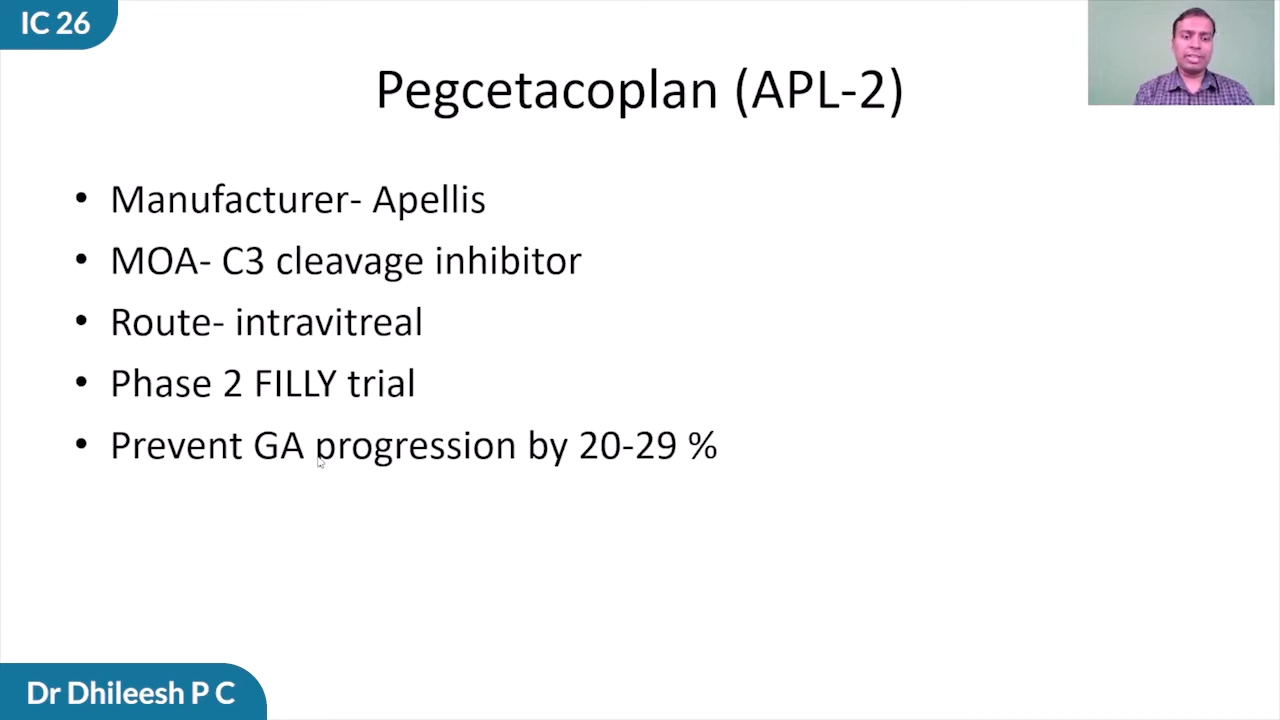 IC 26
Pegcetacoplan (APL-2)
• Manufacturer- Apellis
• MOA- C3 cleavage inhibitor
• Route- intravitreal
• Phase 2 FILLY trial
• Prevent GA progression by 20-29 %
Dr Dhileesh P C